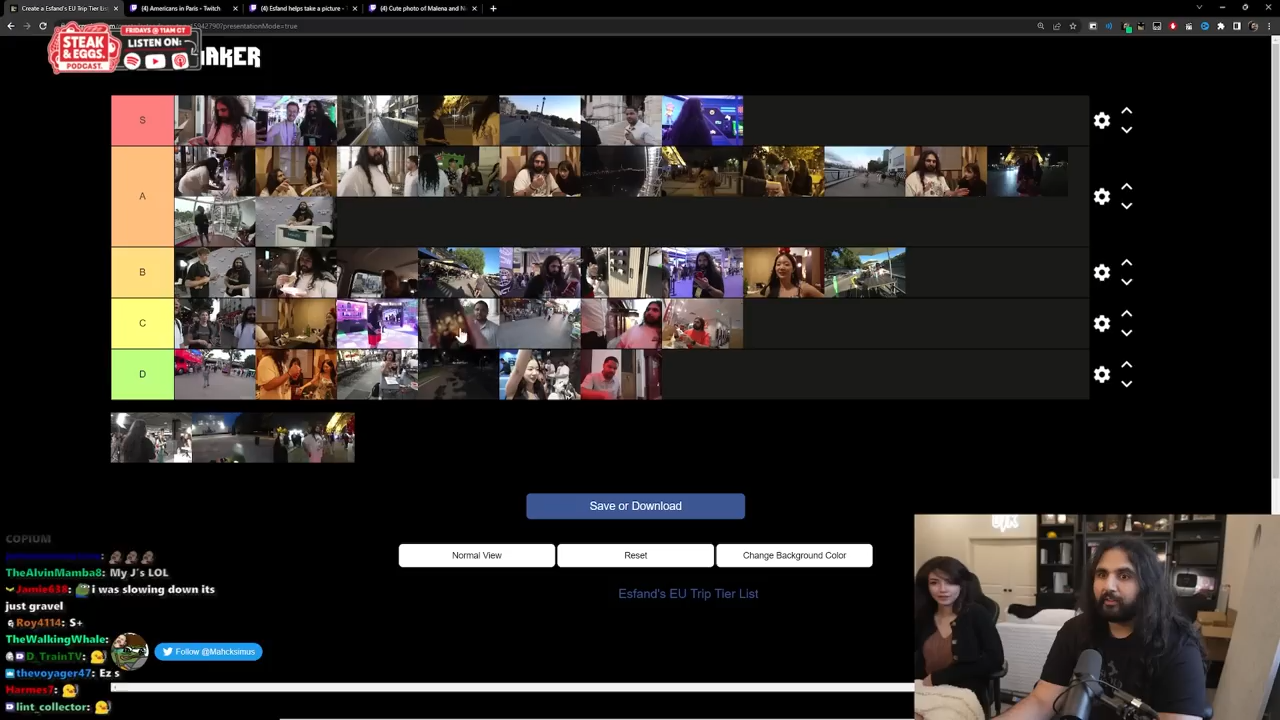 Create a Esfand's EU Trip Tier Lis
(4) Americans in Paris - Twitch
(4) Esfand helps take a picture -
(4) Cute photo of Malena and N
presentationMode=true
FRIDAYS @ 11AM CT
STEAK
& EGGS.
PODCAST.
LISTEN ON:
AKER
S
A
B
C
D
Save or Download
Normal View
Reset
Change Background Color
Esfand's EU Trip Tier List
COPIUM
TheAlvinMamba8: My J's LOL
Jamie638: i was slowing down its
just gravel
Roy4114: S+
TheWalkingWhale:
D_TrainTV:
thevoyager47: Ez s
Harmes7:
lint_collector:
Follow @Mahcksimus